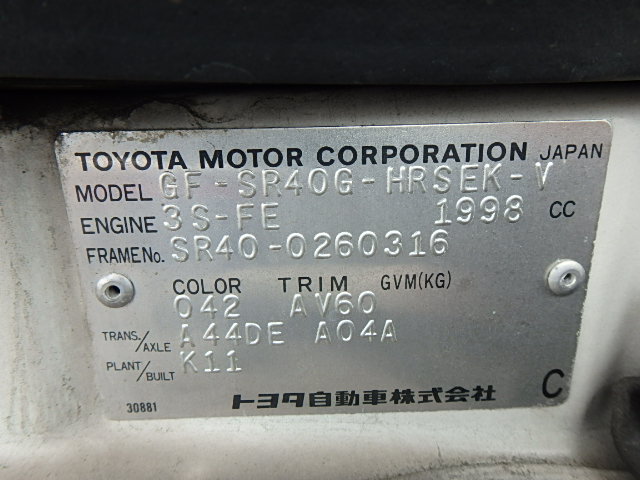 TOYOTA MOTOR CORPORATION JAPAN
MODEL GF-SR40G-HRSEK-V
ENGINE 3S-FE 1998 CC
FRAME No. SR40-0260316
COLOR TRIM GVM(KG)
042 AV60
TRANS./AXLE A44DE A04A
PLANT/BUILT K11
30881 トヨタ自動車株式会社 C